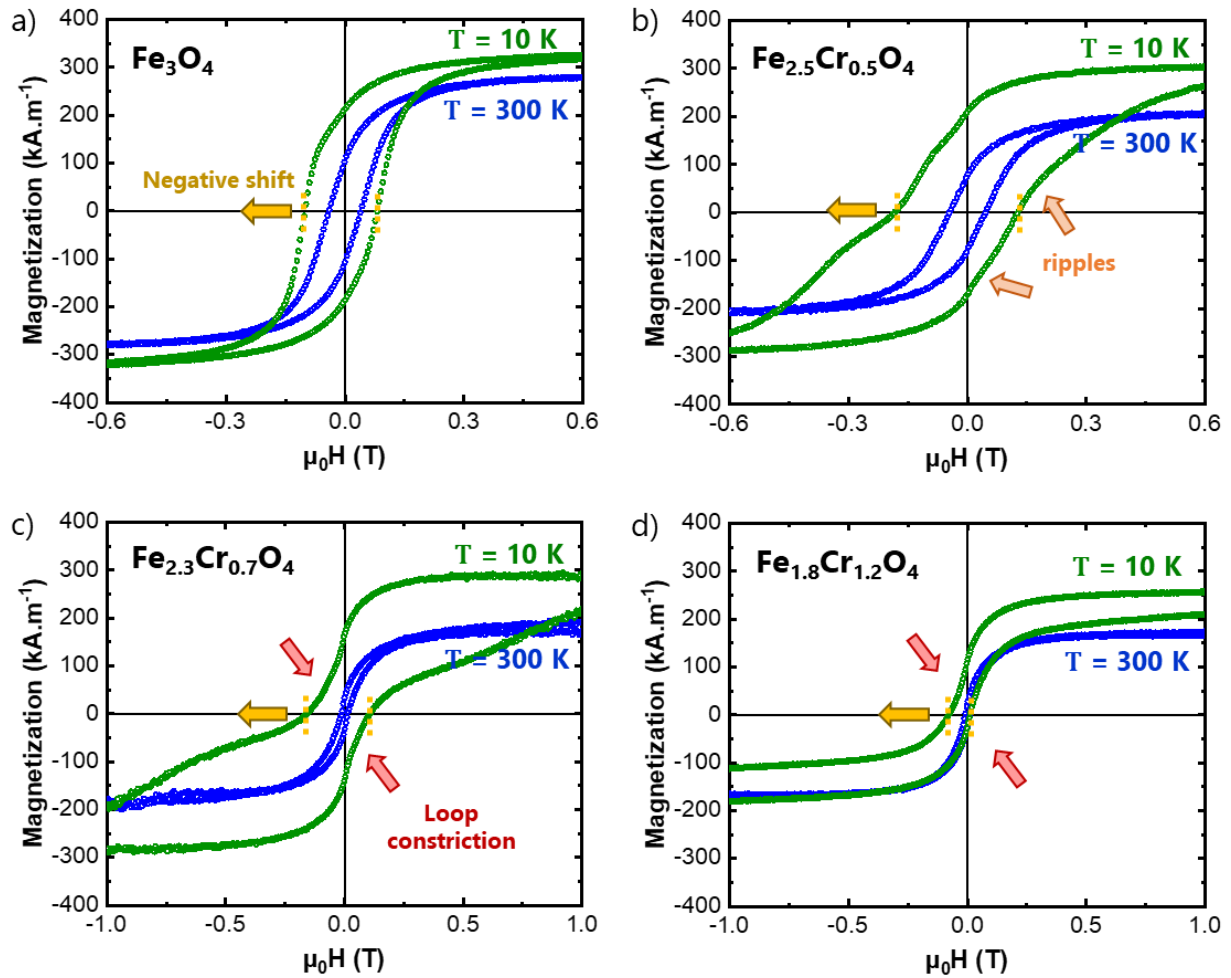 a)
Fe₃O₄
T = 10 K
T = 300 K
Negative shift
Magnetization (kA.m⁻¹)
400
300
200
100
0
-100
-200
-300
-400
-0.6
-0.3
0.0
0.3
0.6
µ₀H (T)
b)
Fe₂.₅Cr₀.₅O₄
T = 10 K
T = 300 K
ripples
Magnetization (kA.m⁻¹)
400
300
200
100
0
-100
-200
-300
-400
-0.6
-0.3
0.0
0.3
0.6
µ₀H (T)
c)
Fe₂.₃Cr₀.₇O₄
T = 10 K
T = 300 K
Loop
constriction
Magnetization (kA.m⁻¹)
400
300
200
100
0
-100
-200
-300
-400
-1.0
-0.5
0.0
0.5
1.0
µ₀H (T)
d)
Fe₁.₈Cr₁.₂O₄
T = 10 K
T = 300 K
Magnetization (kA.m⁻¹)
400
300
200
100
0
-100
-200
-300
-400
-1.0
-0.5
0.0
0.5
1.0
µ₀H (T)